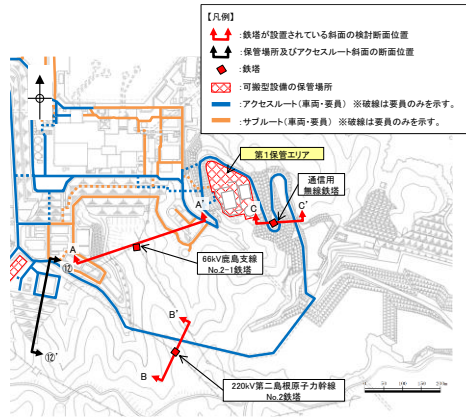 【凡例】
：鉄塔が設置されている斜面の検討断面位置
：保管場所及びアクセスルート斜面の断面位置
：鉄塔
：可搬型設備の保管場所
：アクセスルート（車両・要員） ※破線は要員のみを示す。
：サブルート（車両・要員） ※破線は要員のみを示す。
第1保管エリア
通信用
無線鉄塔
A'
C
C'
A
⑫
66kV鹿島支線
No.2-1鉄塔
B'
⑫'
B
220kV第二島根原子力幹線
No.2鉄塔
0 50 100 150 200m